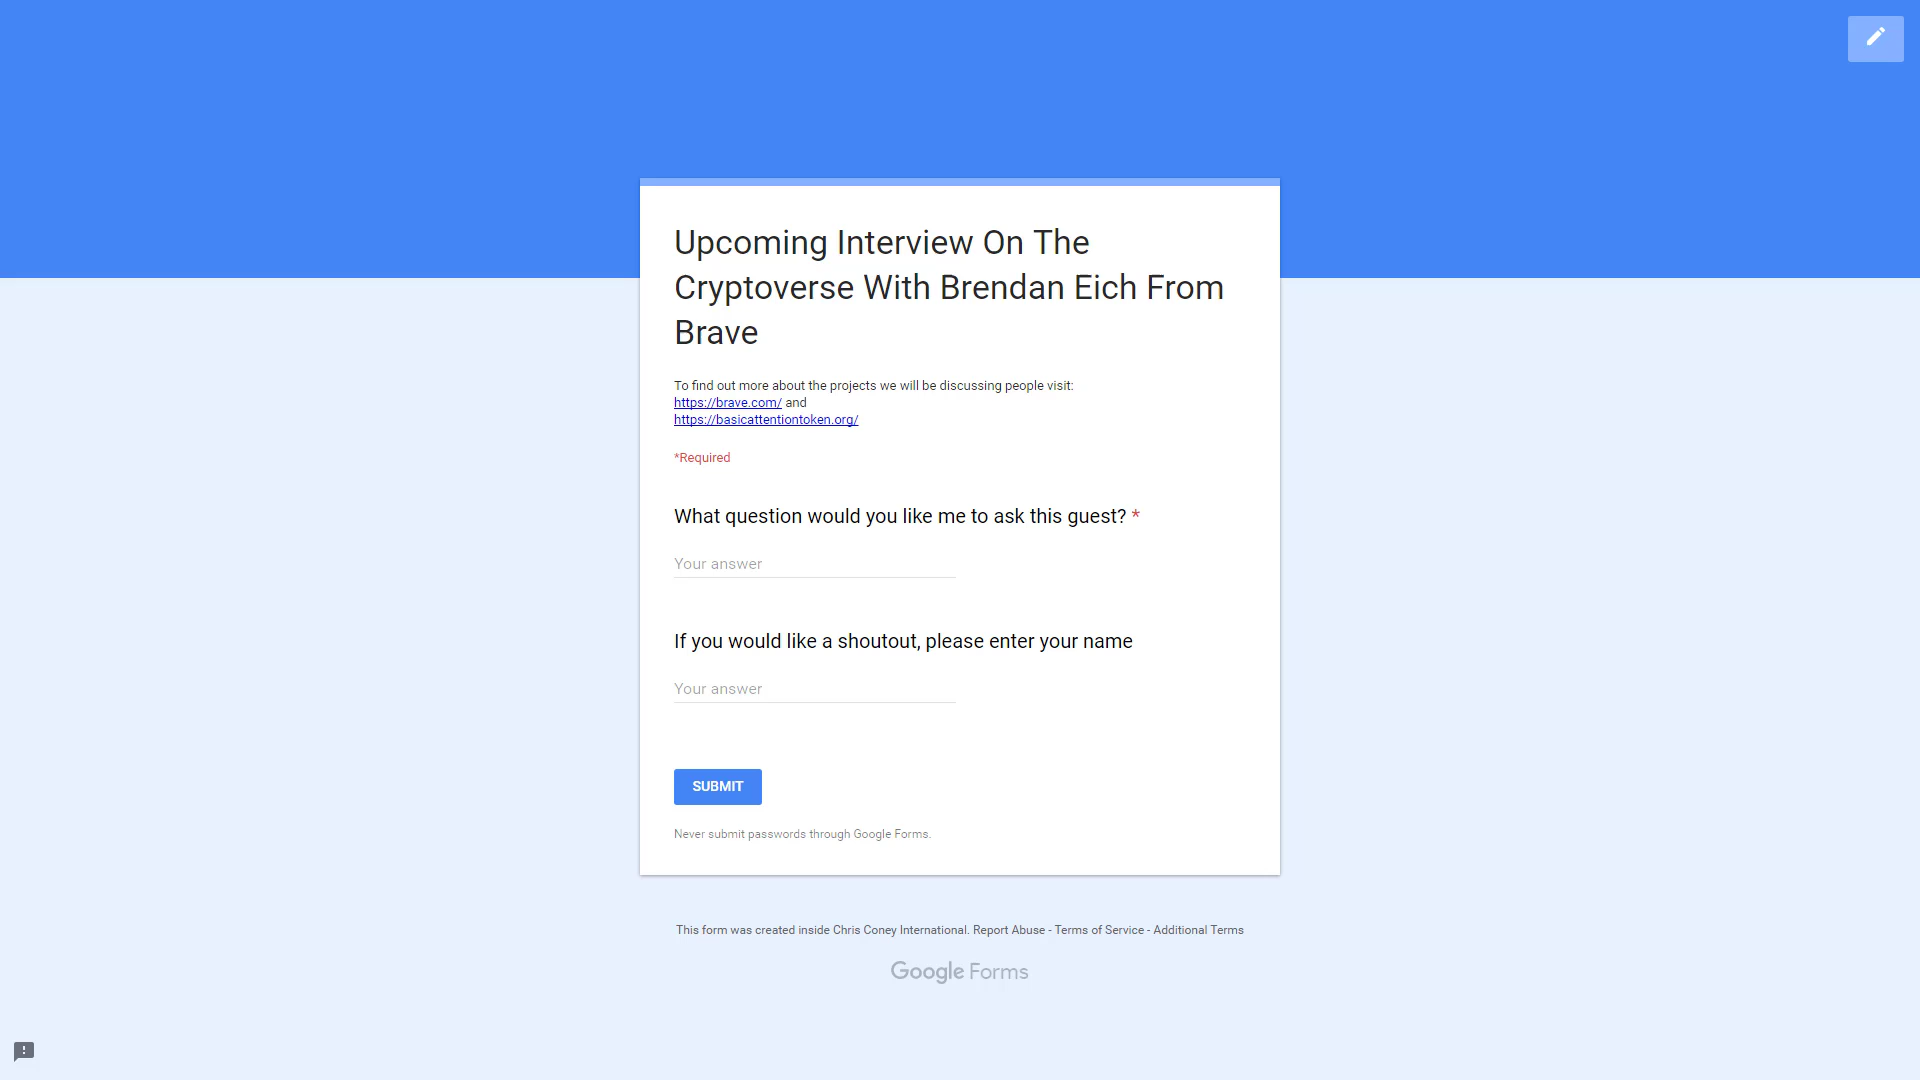 Upcoming Interview On The
Cryptoverse With Brendan Eich From
Brave
To find out more about the projects we will be discussing people visit:
https://brave.com/ and
https://basicattentiontoken.org/
*Required
What question would you like me to ask this guest? *
Your answer
If you would like a shoutout, please enter your name
Your answer
SUBMIT
Never submit passwords through Google Forms.
This form was created inside Chris Coney International. Report Abuse - Terms of Service - Additional Terms
Google Forms